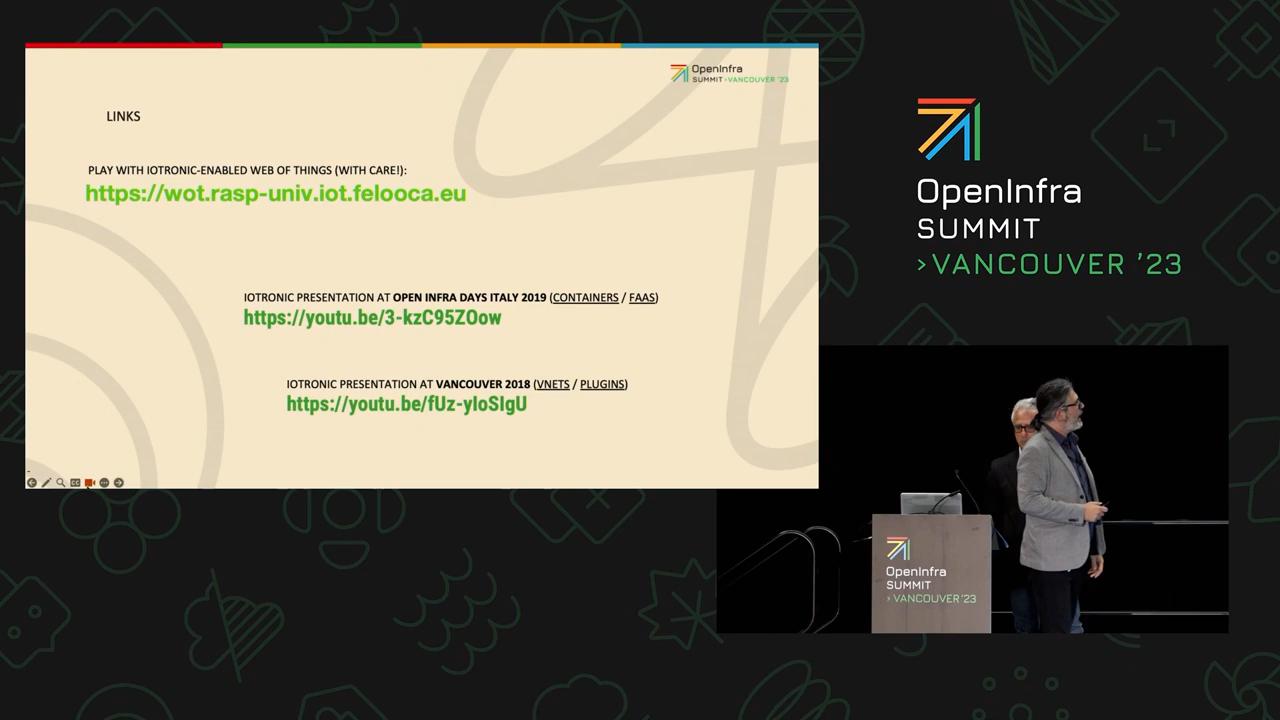 OpenInfra
SUMMIT >VANCOUVER '23
LINKS
PLAY WITH IOTRONIC-ENABLED WEB OF THINGS (WITH CARE!):
https://wot.rasp-univ.iot.felooca.eu
IOTRONIC PRESENTATION AT OPEN INFRA DAYS ITALY 2019 (CONTAINERS / FAAS)
https://youtu.be/3-kzC95ZOow
IOTRONIC PRESENTATION AT VANCOUVER 2018 (VNETS / PLUGINS)
https://youtu.be/fUz-yIoSIgU
OpenInfra
SUMMIT
>VANCOUVER '23
OpenInfra
SUMMIT
>VANCOUVER '23